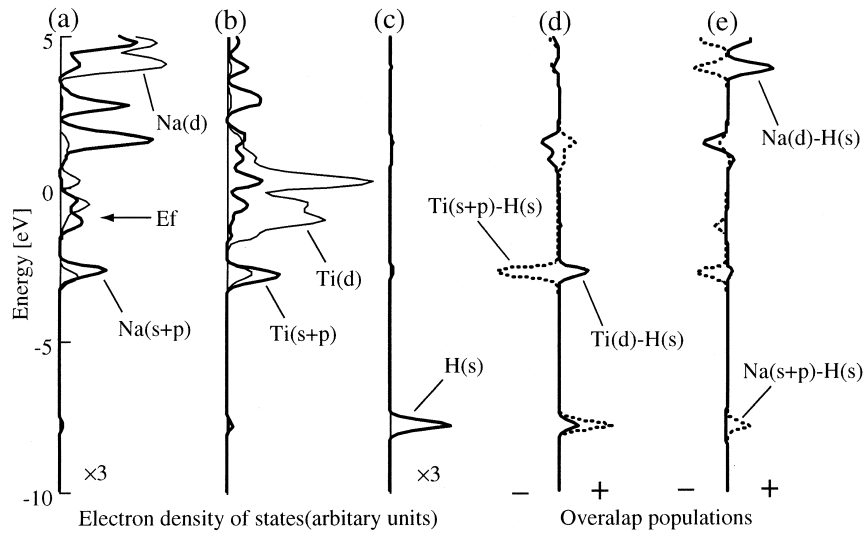 (a) (b) (c) (d) (e)
5
Na(d)
Na(d)-H(s)
0
Ti(s+p)-H(s)
Ef
Energy [eV]
Ti(d)
Na(s+p)
Ti(s+p)
Ti(d)-H(s)
-5
H(s)
Na(s+p)-H(s)
×3
×3
-10
− +
− +
Electron density of states(arbitary units)
Overalap populations